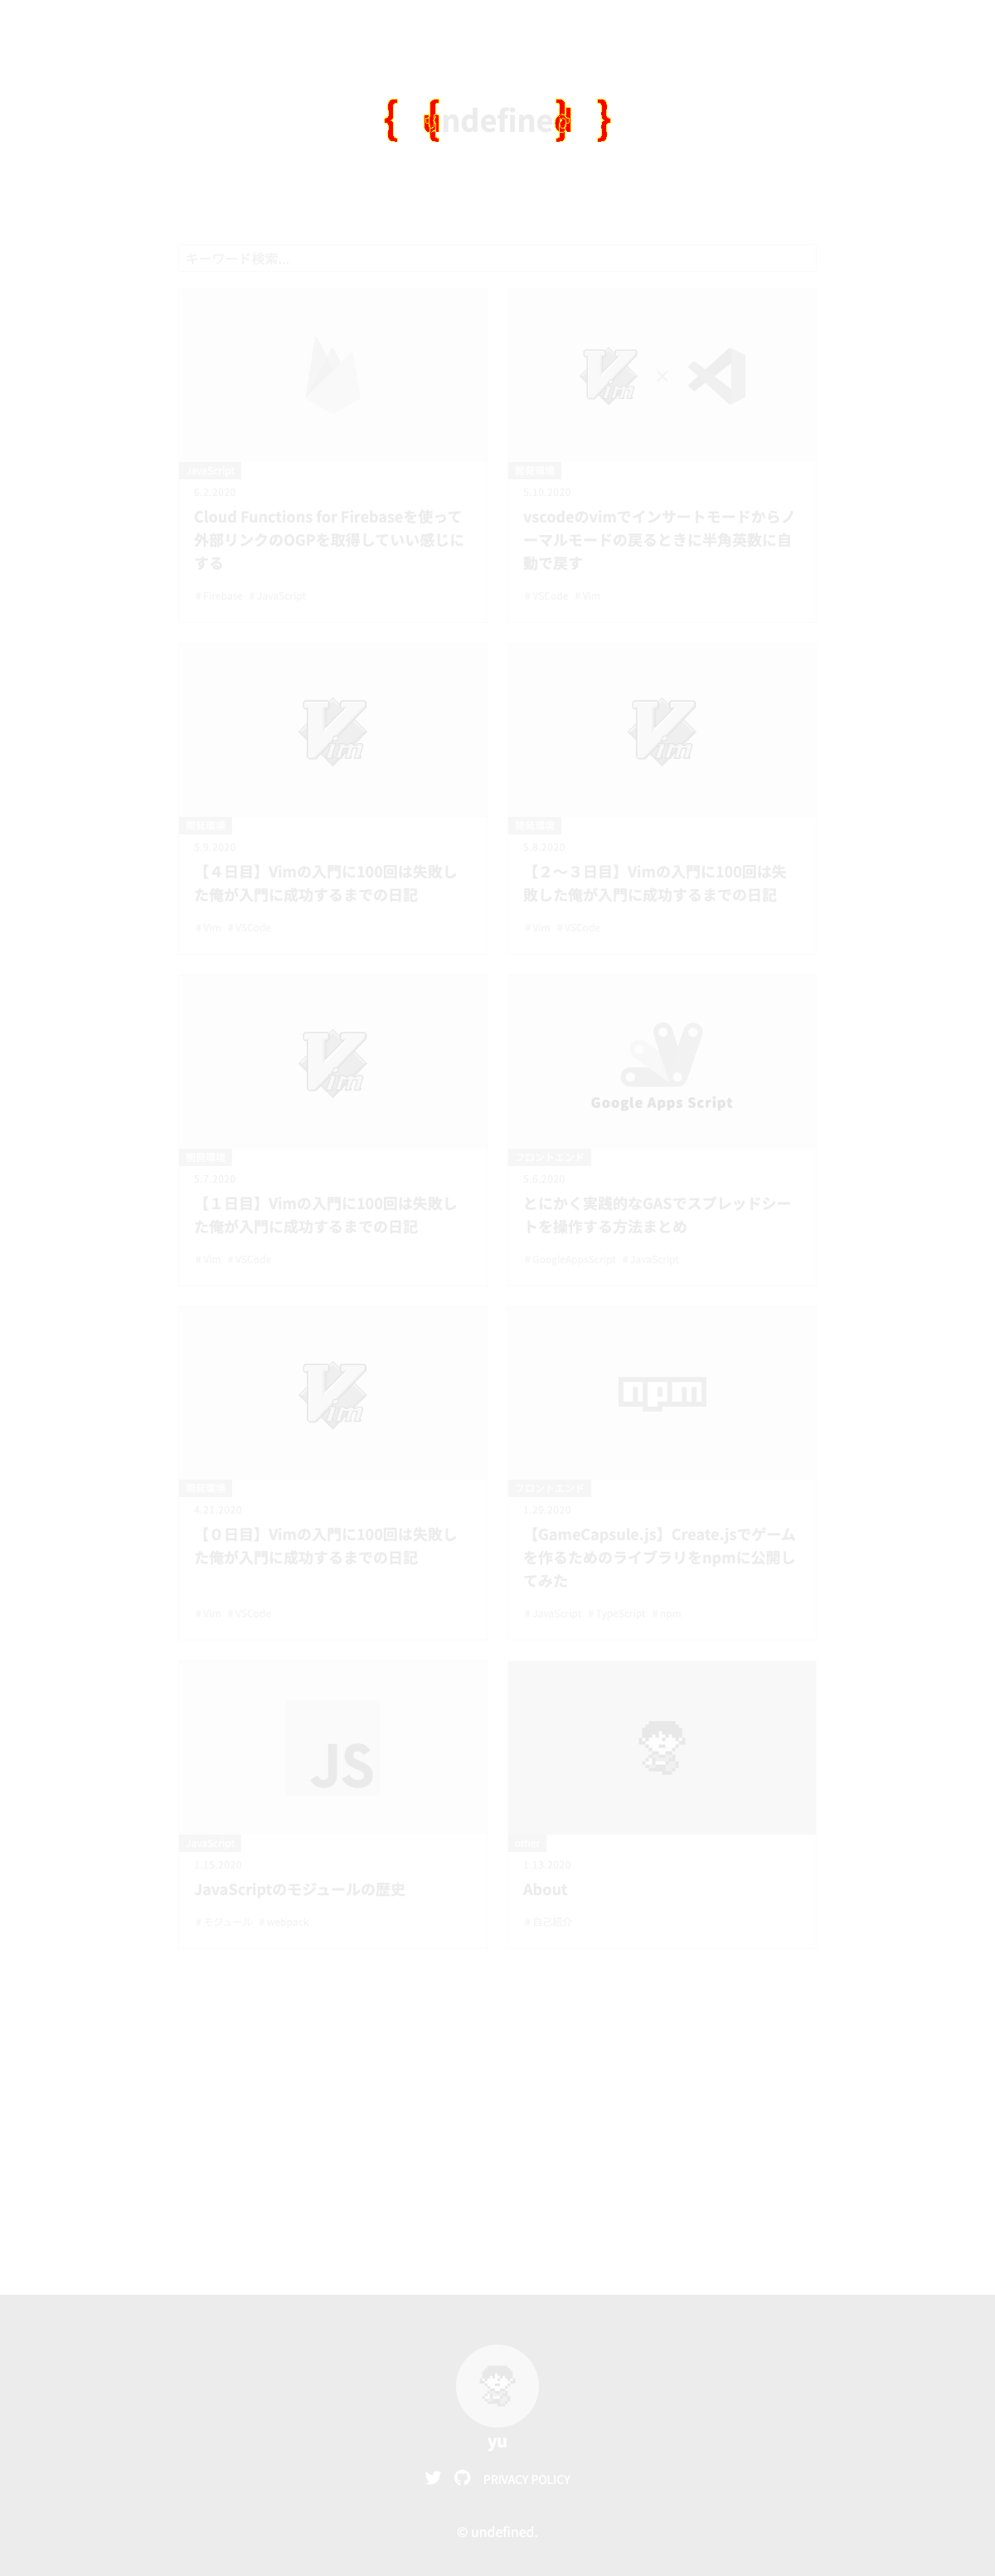 { undefined }
キーワード検索...
JavaScript
6.2.2020
Cloud Functions for Firebaseを使って
外部リンクのOGPを取得していい感じに
する
# Firebase # JavaScript
Vim
開発環境
5.10.2020
vscodeのvimでインサートモードからノ
ーマルモードの戻るときに半角英数に自
動で戻す
# VSCode # Vim
Vim
開発環境
5.9.2020
【４日目】Vimの入門に100回は失敗し
た俺が入門に成功するまでの日記
# Vim # VSCode
Vim
開発環境
5.8.2020
【２〜３日目】Vimの入門に100回は失
敗した俺が入門に成功するまでの日記
# Vim # VSCode
Vim
開発環境
5.7.2020
【１日目】Vimの入門に100回は失敗し
た俺が入門に成功するまでの日記
# Vim # VSCode
Google Apps Script
フロントエンド
5.6.2020
とにかく実践的なGASでスプレッドシー
トを操作する方法まとめ
# GoogleAppsScript # JavaScript
Vim
開発環境
4.21.2020
【０日目】Vimの入門に100回は失敗し
た俺が入門に成功するまでの日記
# Vim # VSCode
npm
フロントエンド
1.29.2020
【GameCapsule.js】Create.jsでゲーム
を作るためのライブラリをnpmに公開し
てみた
# JavaScript # TypeScript # npm
JS
JavaScript
1.15.2020
JavaScriptのモジュールの歴史
# モジュール # webpack
other
1.13.2020
About
# 自己紹介
yu
PRIVACY POLICY
© undefined.